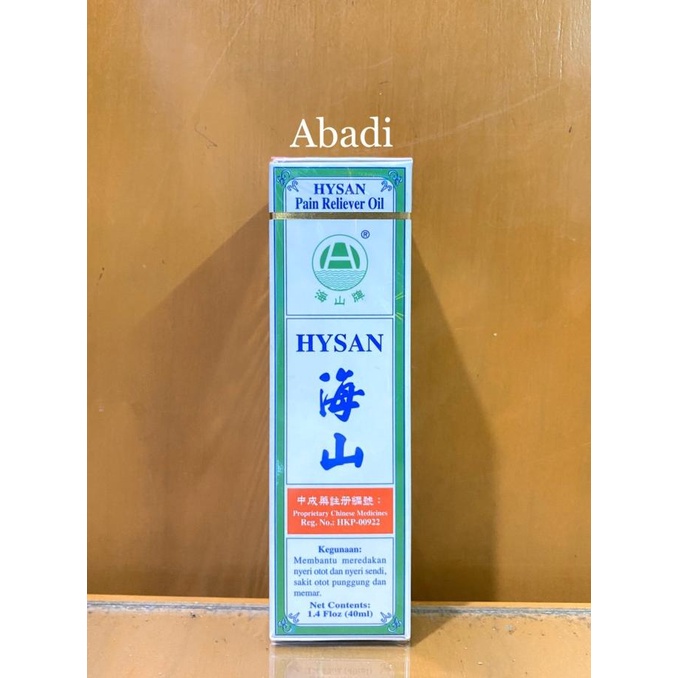 Abadi
HYSAN
Pain Reliever Oil
®
海山牌
HYSAN
海
山
中成藥註册編號：
Proprietary Chinese Medicines
Reg. No.: HKP-00922
Kegunaan:
Membantu meredakan
nyeri otot dan nyeri sendi,
sakit otot punggung dan
memar.
Net Contents:
1.4 Floz (40ml)